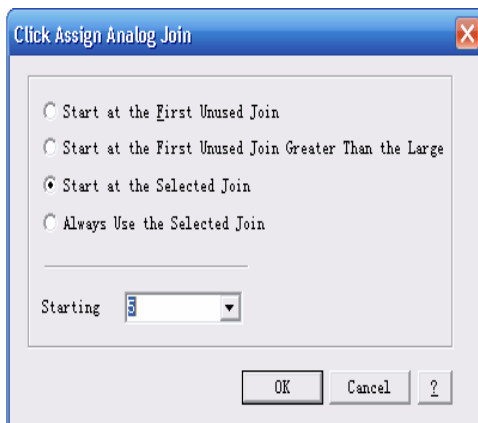 Click Assign Analog Join
Start at the First Unused Join
Start at the First Unused Join Greater Than the Large
Start at the Selected Join
Always Use the Selected Join
Starting 5
OK Cancel ?